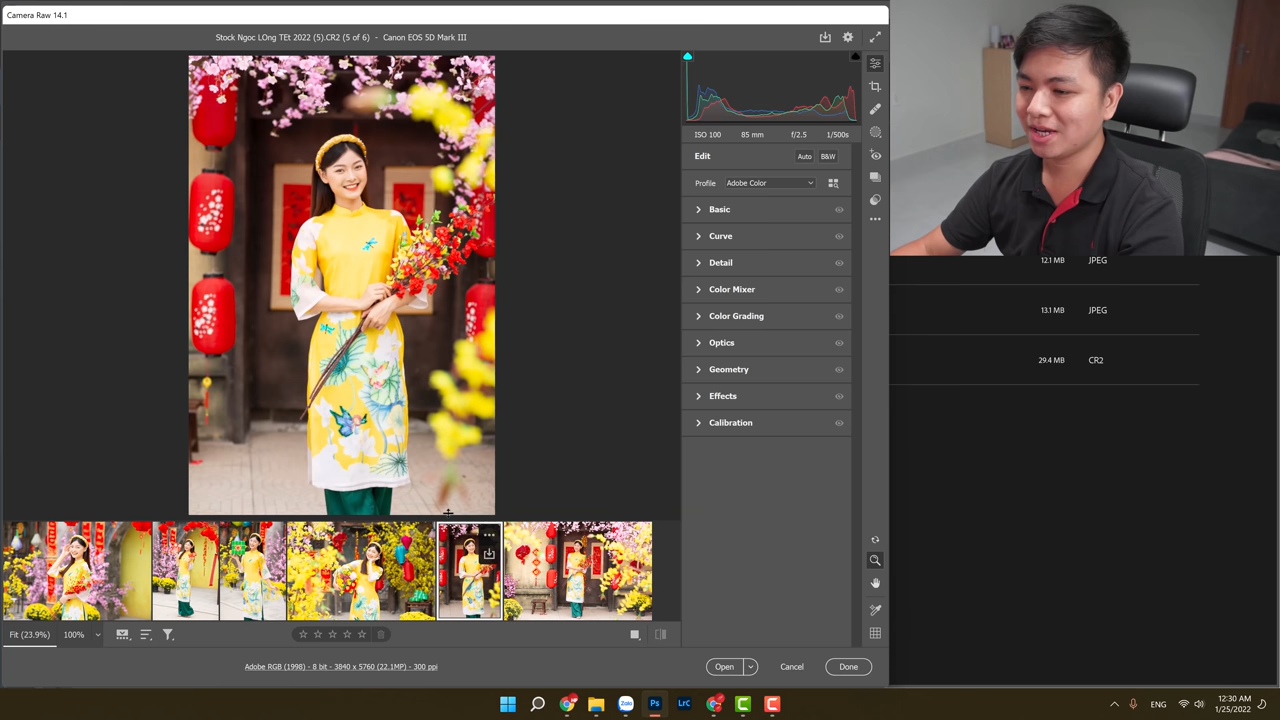 Camera Raw 14.1
Stock Ngoc LOng TEt 2022 (5).CR2 (5 of 6) - Canon EOS 5D Mark III
ISO 100 85 mm f/2.5 1/500s
Edit Auto B&W
Profile Adobe Color
Basic
Curve
Detail
12.1 MB JPEG
Color Mixer
13.1 MB JPEG
Color Grading
Optics
29.4 MB CR2
Geometry
Effects
Calibration
Fit (23.9%) 100%
Adobe RGB (1998) - 8 bit - 3840 x 5760 (22.1MP) - 300 ppi
Open Cancel Done
Zalo Ps LrC C C
ENG
12:30 AM
1/25/2022